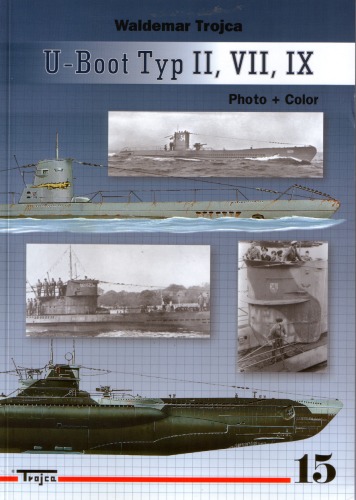 Waldemar Trojca
U-Boot Typ II, VII, IX
Photo + Color
Trojca
15